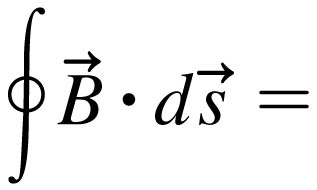 ∮ B⃗ · ds⃗ =